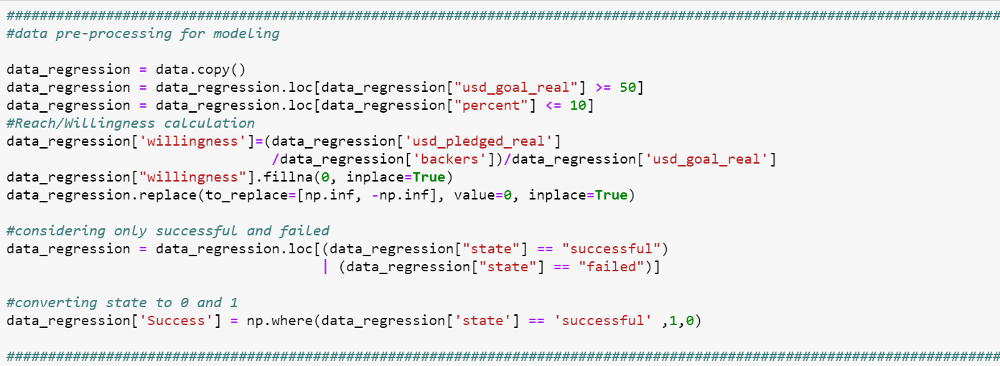 ########################################################################################################################
#data pre-processing for modeling
data_regression = data.copy()
data_regression = data_regression.loc[data_regression["usd_goal_real"] >= 50]
data_regression = data_regression.loc[data_regression["percent"] <= 10]
#Reach/Willingness calculation
data_regression['willingness']=(data_regression['usd_pledged_real']
/data_regression['backers'])/data_regression['usd_goal_real']
data_regression["willingness"].fillna(0, inplace=True)
data_regression.replace(to_replace=[np.inf, -np.inf], value=0, inplace=True)
#considering only successful and failed
data_regression = data_regression.loc[(data_regression["state"] == "successful")
| (data_regression["state"] == "failed")]
#converting state to 0 and 1
data_regression['Success'] = np.where(data_regression['state'] == 'successful' ,1,0)
########################################################################################################################